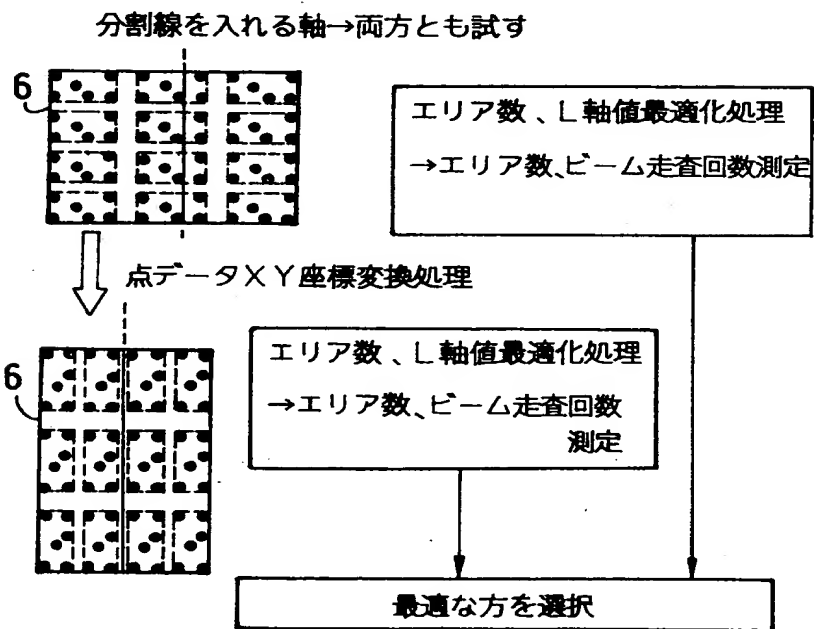 分割線を入れる軸→両方とも試す
6
エリア数、L軸値最適化処理
→エリア数、ビーム走査回数測定
点データXY座標変換処理
6
エリア数、L軸値最適化処理
→エリア数、ビーム走査回数
測定
最適な方を選択